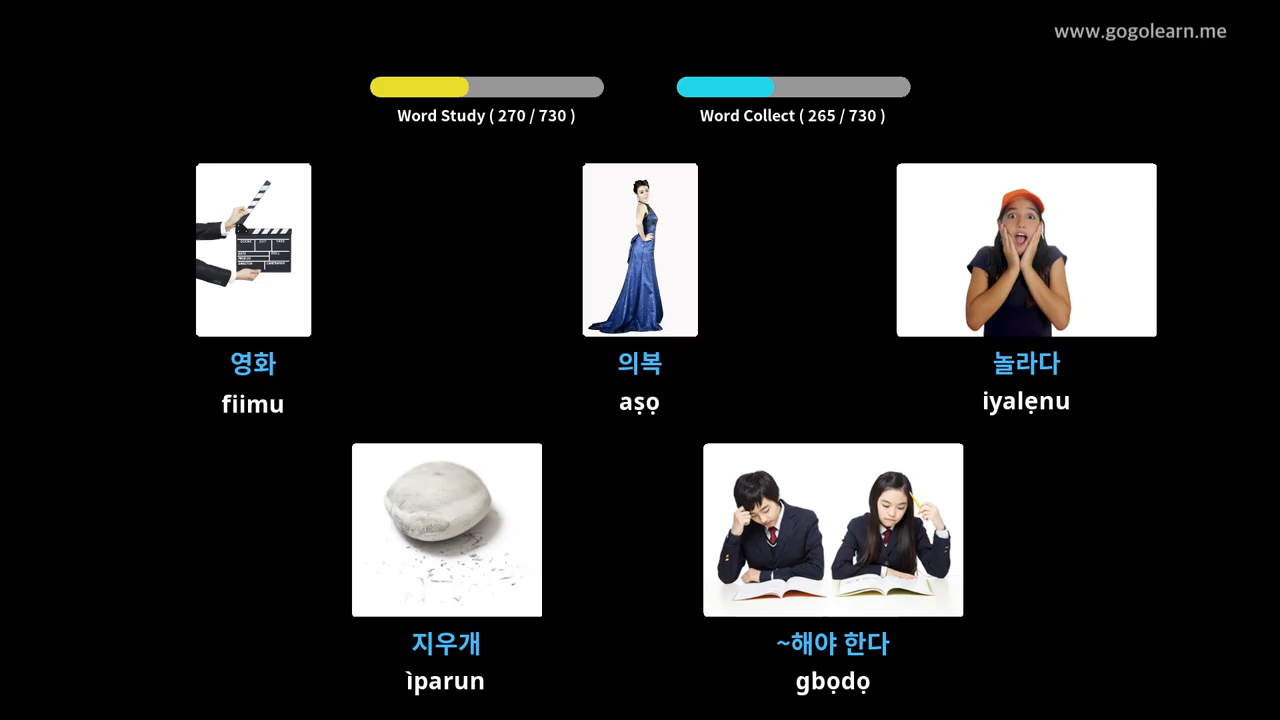 www.gogolearn.me
Word Study ( 270 / 730 )
Word Collect ( 265 / 730 )
영화
fiimu
의복
aṣọ
놀라다
iyalẹnu
지우개
ìparun
~해야 한다
gbọdọ